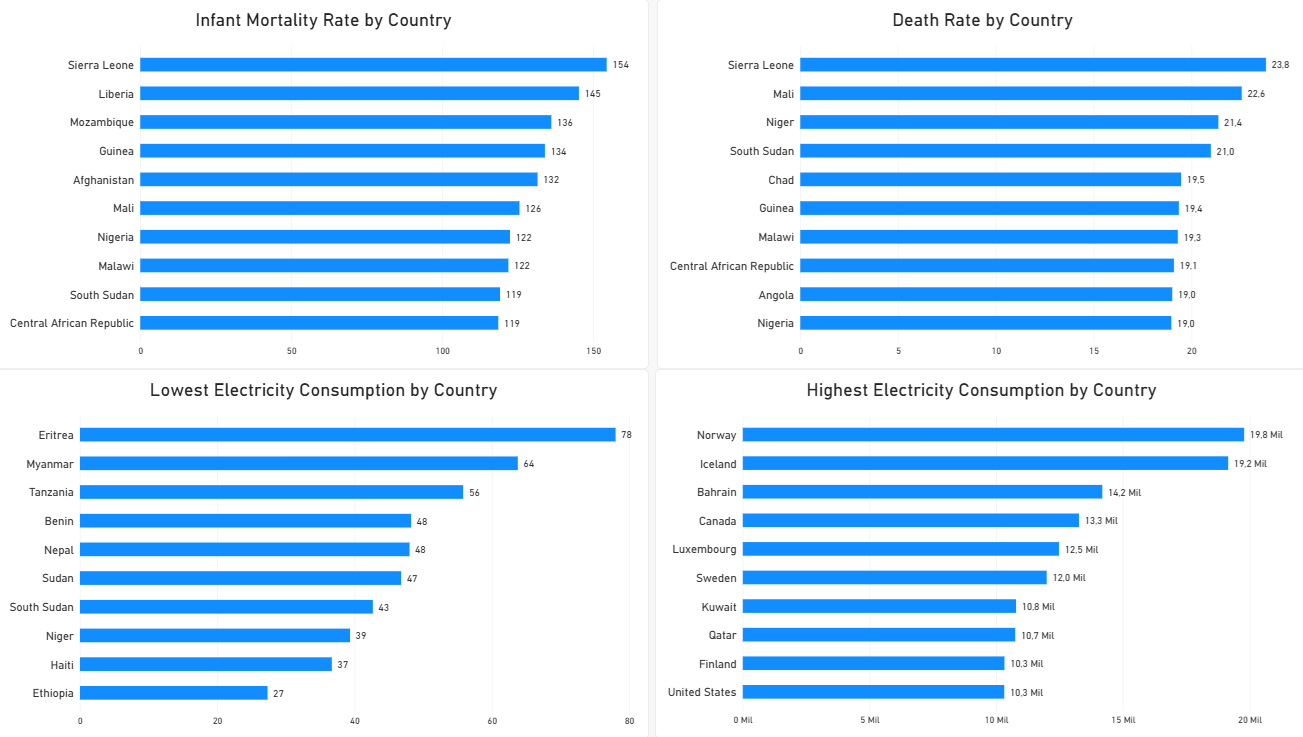 Infant Mortality Rate by Country
Sierra Leone 154
Liberia 145
Mozambique 136
Guinea 134
Afghanistan 132
Mali 126
Nigeria 122
Malawi 122
South Sudan 119
Central African Republic 119
0 50 100 150
Death Rate by Country
Sierra Leone 23,8
Mali 22,6
Niger 21,4
South Sudan 21,0
Chad 19,5
Guinea 19,4
Malawi 19,3
Central African Republic 19,1
Angola 19,0
Nigeria 19,0
0 5 10 15 20
Lowest Electricity Consumption by Country
Eritrea 78
Myanmar 64
Tanzania 56
Benin 48
Nepal 48
Sudan 47
South Sudan 43
Niger 39
Haiti 37
Ethiopia 27
0 20 40 60 80
Highest Electricity Consumption by Country
Norway 19,8 Mil
Iceland 19,2 Mil
Bahrain 14,2 Mil
Canada 13,3 Mil
Luxembourg 12,5 Mil
Sweden 12,0 Mil
Kuwait 10,8 Mil
Qatar 10,7 Mil
Finland 10,3 Mil
United States 10,3 Mil
0 Mil 5 Mil 10 Mil 15 Mil 20 Mil